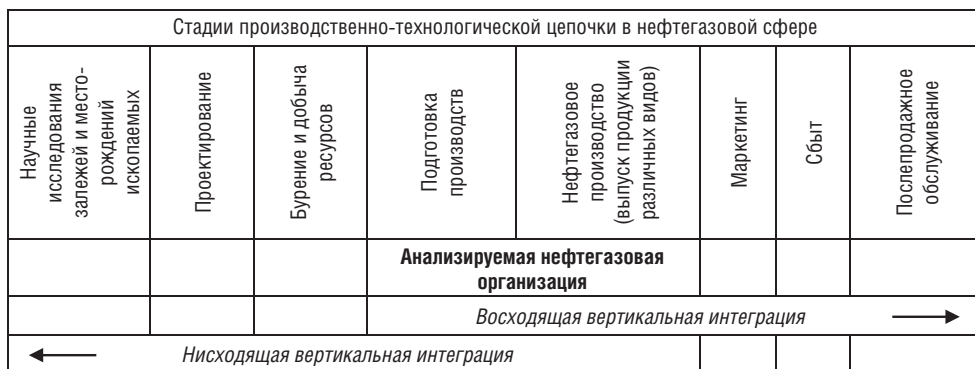 Стадии производственно-технологической цепочки в нефтегазовой сфере
Научные
исследования
залежей и место-
рождений
ископаемых
Проектирование
Бурение и добыча
ресурсов
Подготовка
производств
Нефтегазовое
производство
(выпуск продукции
различных видов)
Маркетинг
Сбыт
Послепродажное
обслуживание
Анализируемая нефтегазовая
организация
Восходящая вертикальная интеграция
Нисходящая вертикальная интеграция